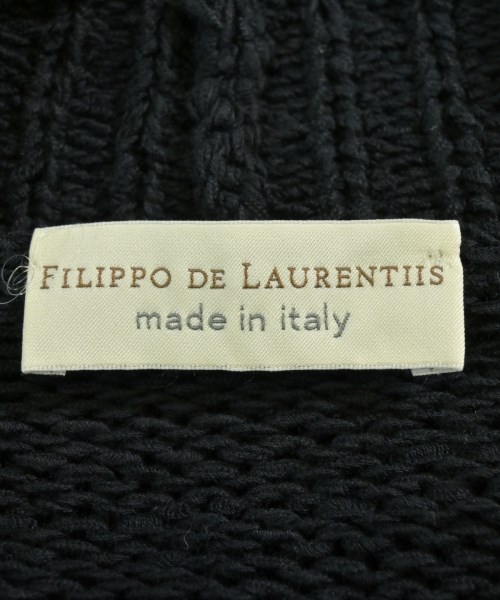 FILIPPO DE LAURENTIIS
made in italy